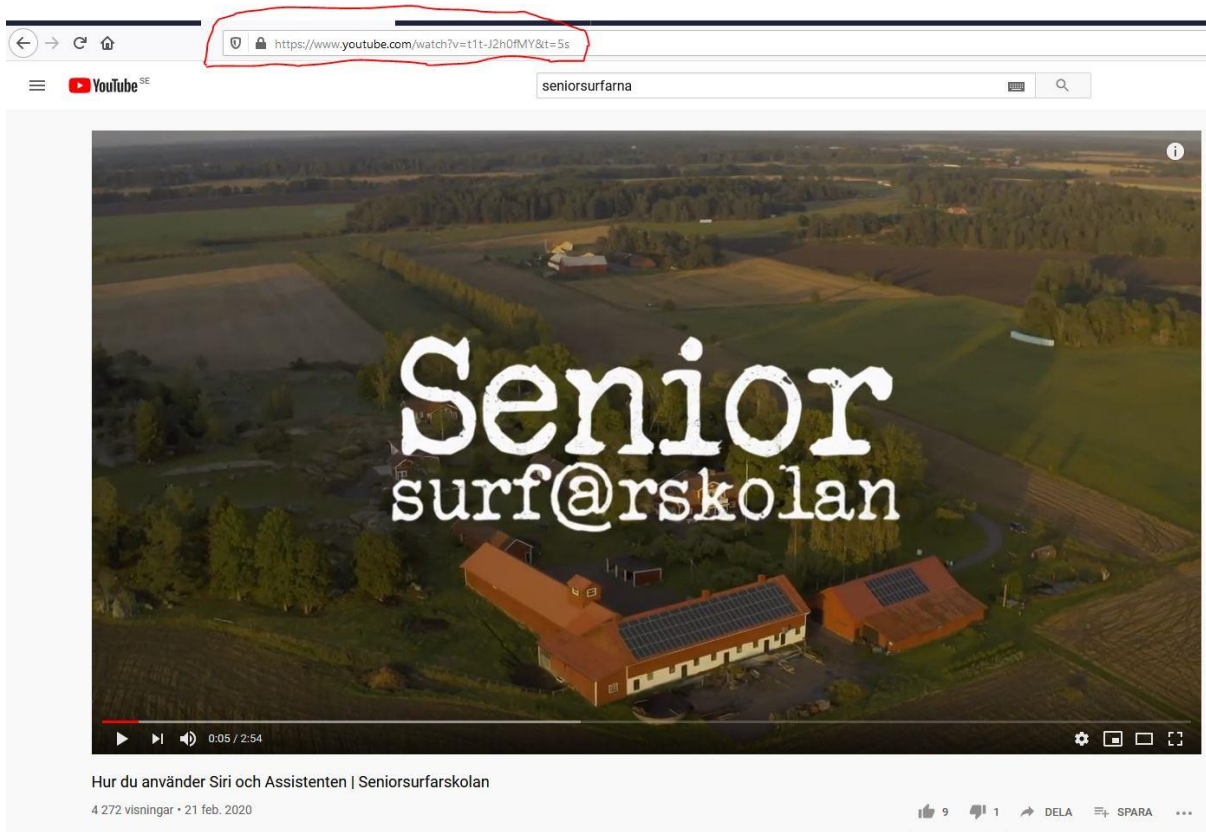 https://www.youtube.com/watch?v=t1t-J2h0fMY&t=5s
YouTube SE
seniorsurfarna
Senior
surf@rskolan
0:05 / 2:54
Hur du använder Siri och Assistenten | Seniorsurfarskolan
4 272 visningar • 21 feb. 2020
9 1 DELA SPARA